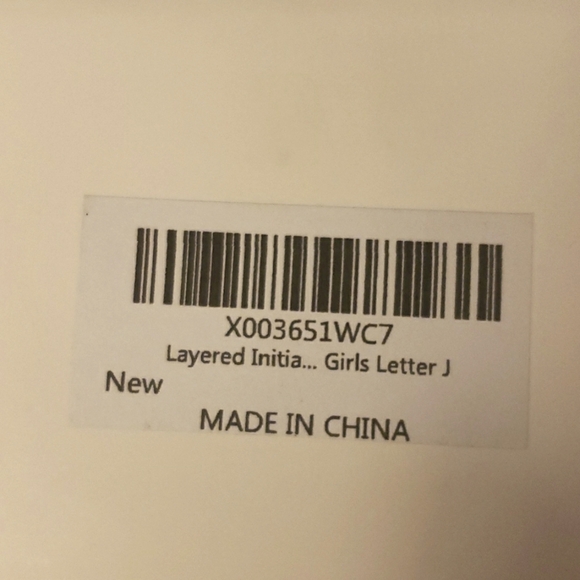 X003651WC7
Layered Initia... Girls Letter J
New
MADE IN CHINA